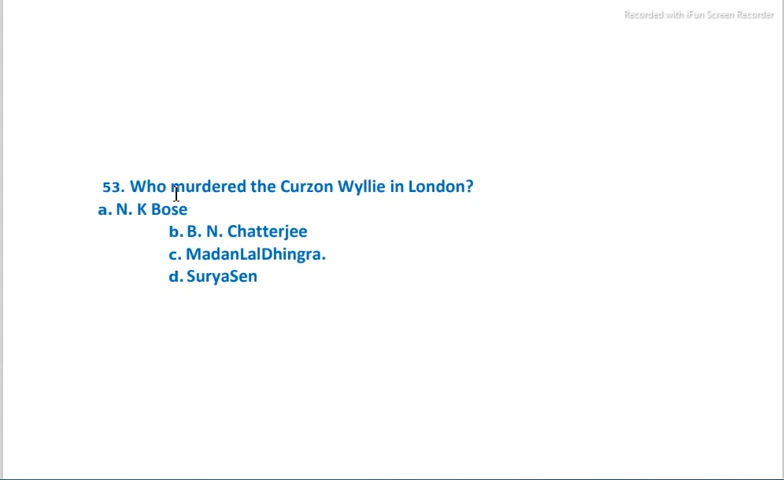 Recorded with iFun Screen Recorder
53. Who murdered the Curzon Wyllie in London?
a. N. K Bose
b. B. N. Chatterjee
c. MadanLalDhingra.
d. SuryaSen